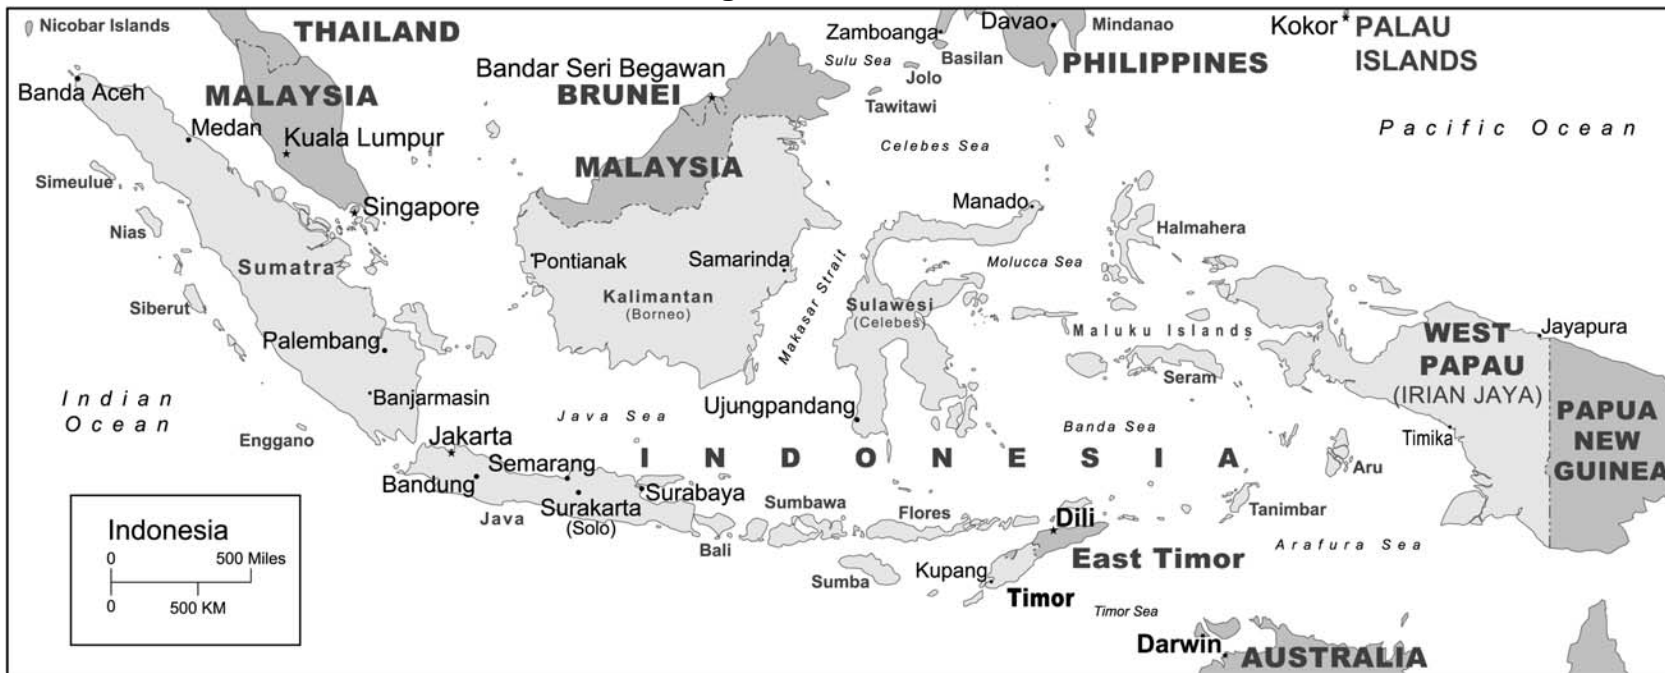 Nicobar Islands
THAILAND
Zamboanga
Davao
Mindanao
Kokor
PALAU
ISLANDS
Sulu Sea
Basilan
PHILIPPINES
Bandar Seri Begawan
BRUNEI
Jolo
Tawitawi
Banda Aceh
MALAYSIA
Medan
Kuala Lumpur
Pacific Ocean
Celebes Sea
MALAYSIA
Simeulue
Singapore
Manado
Nias
Halmahera
Sumatra
Pontianak
Samarinda
Molucca Sea
Makasar Strait
Kalimantan
(Borneo)
Siberut
Sulawesi
(Celebes)
Maluku Islands
Palembang
WEST
PAPAU
(IRIAN JAYA)
Jayapura
Seram
Indian
Ocean
Banjarmasin
Java Sea
Ujungpandang
Banda Sea
PAPUA
NEW
GUINEA
Enggano
Jakarta
INDONESIA
Timika
Semarang
Aru
Bandung
Surakarta
(Solo)
Surabaya
Sumbawa
Flores
Tanimbar
Java
Bali
Dili
Arafura Sea
East Timor
Sumba
Kupang
Timor
Timor Sea
Darwin
AUSTRALIA
Indonesia
0 500 Miles
0 500 KM